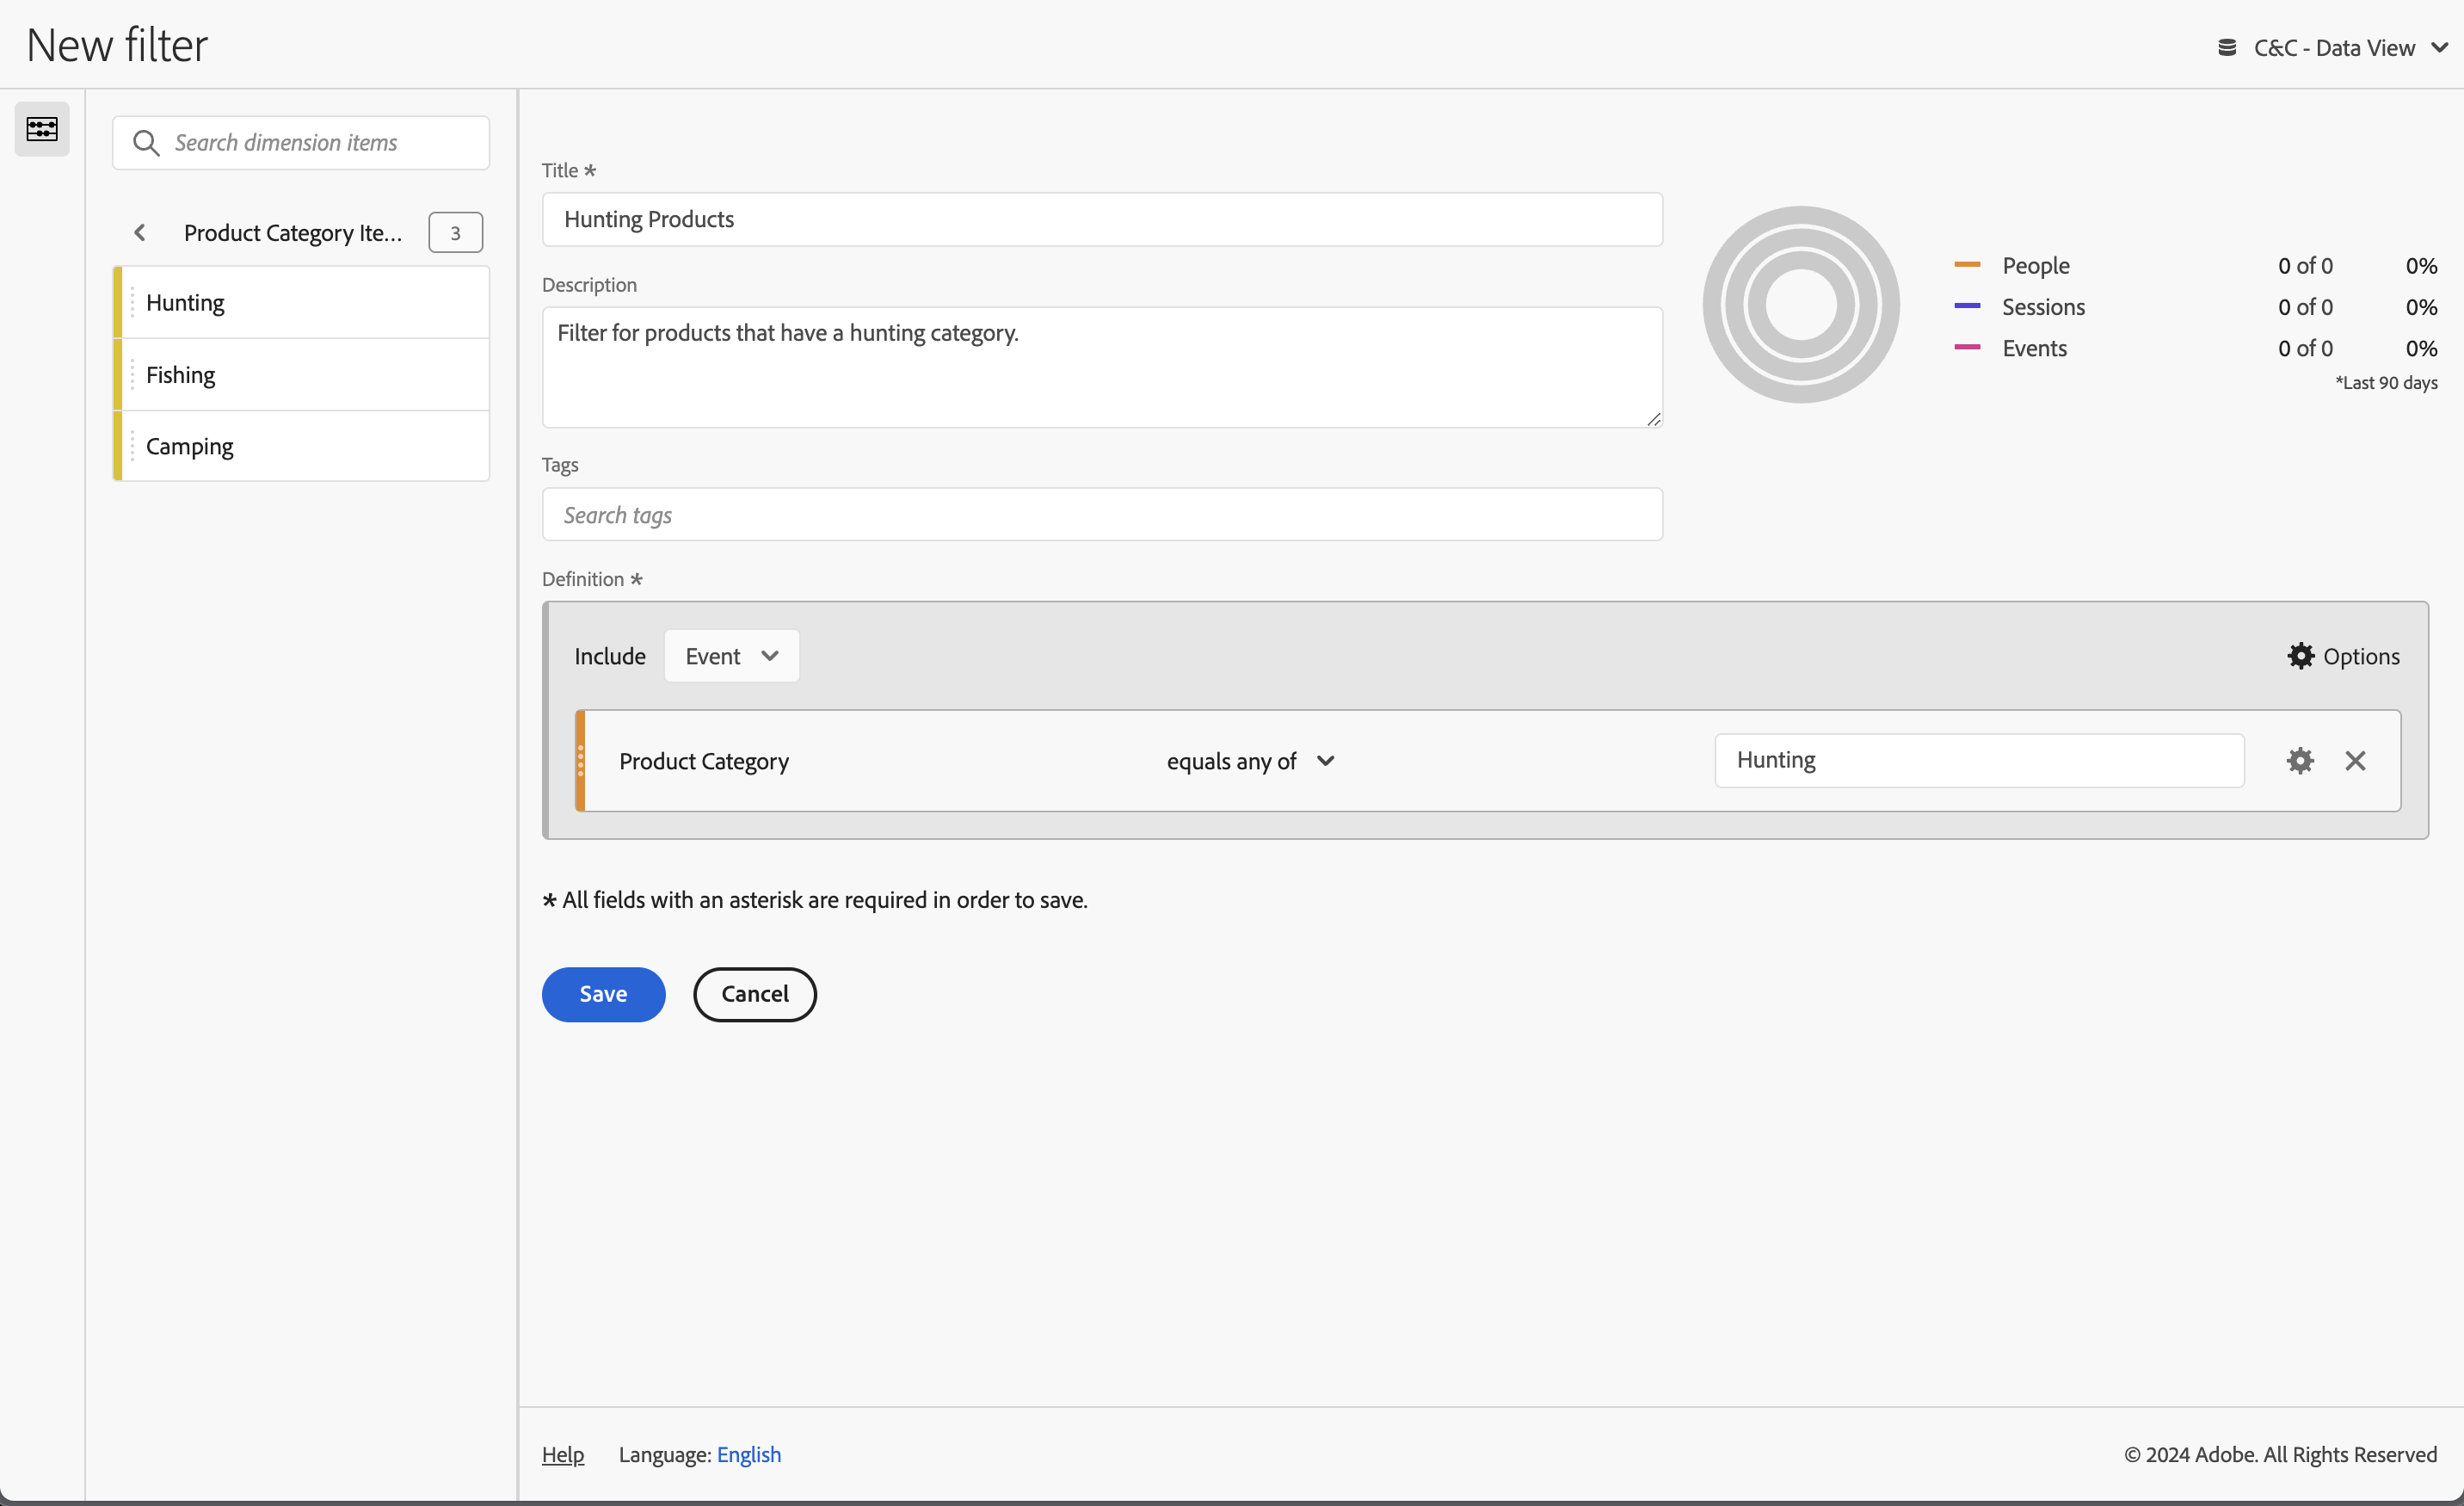 New filter
C&C - Data View
Search dimension items
Product Category Ite...
3
Hunting
Fishing
Camping
Title *
Hunting Products
Description
Filter for products that have a hunting category.
Tags
Search tags
People 0 of 0 0%
Sessions 0 of 0 0%
Events 0 of 0 0%
*Last 90 days
Definition *
Include Event Options
Product Category equals any of Hunting
* All fields with an asterisk are required in order to save.
Save Cancel
Help Language: English © 2024 Adobe. All Rights Reserved